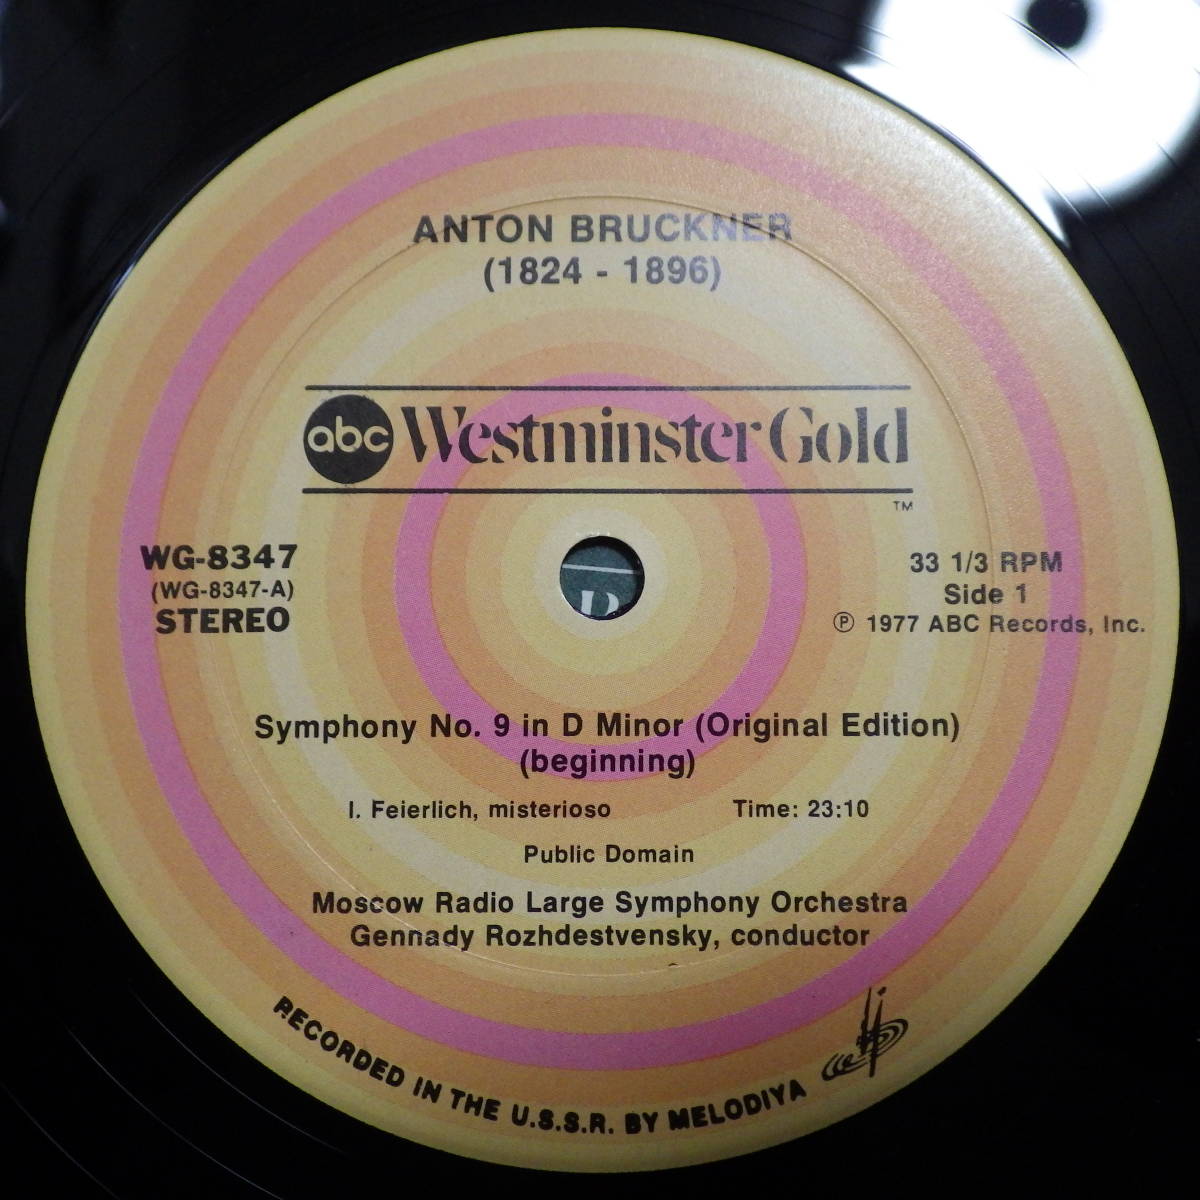 ANTON BRUCKNER
(1824 - 1896)
abc Westminster Gold
TM
WG-8347
(WG-8347-A)
STEREO
33 1/3 RPM
Side 1
℗ 1977 ABC Records, Inc.
Symphony No. 9 in D Minor (Original Edition)
(beginning)
I. Feierlich, misterioso Time: 23:10
Public Domain
Moscow Radio Large Symphony Orchestra
Gennady Rozhdestvensky, conductor
RECORDED IN THE U.S.S.R. BY MELODIYA